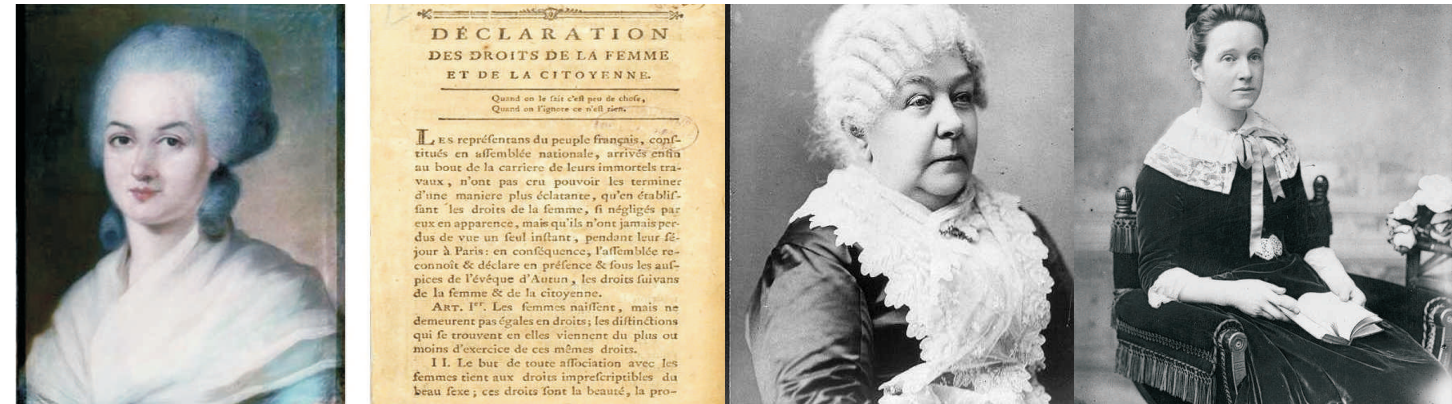 DÉCLARATION
DES DROITS DE LA FEMME
ET DE LA CITOYENNE.
Quand on le ſait c'eſt peu de choſe,
Quand on l'ignore ce n'eſt rien.
LES repréſentans du peuple français, conſ-
titués en aſſemblée nationale, arrivés enfin
au bout de la carriere de leurs immortels tra-
vaux, n'ont pas cru pouvoir les terminer
d'une maniere plus éclatante, qu'en établiſ-
ſant les droits de la femme, ſi négligés par
eux en apparence, mais qu'ils n'ont jamais per-
dus de vue un ſeul inſtant, pendant leur ſé-
jour à Paris: en conſéquence, l'aſſemblée re-
connoît & déclare en préſence & ſous les auſ-
pices de l'évêque d'Autun, les droits ſuivans
de la femme & de la citoyenne.
ART. Ier. Les femmes naiſſent, mais ne
demeurent pas égales en droits; les diſtinctions
qui ſe trouvent en elles viennent du plus ou
moins d'exercice de ces mêmes droits.
II. Le but de toute aſſociation avec les
femmes tient aux droits impreſcriptibles du
beau ſexe; ces droits ſont la beauté, la pro-